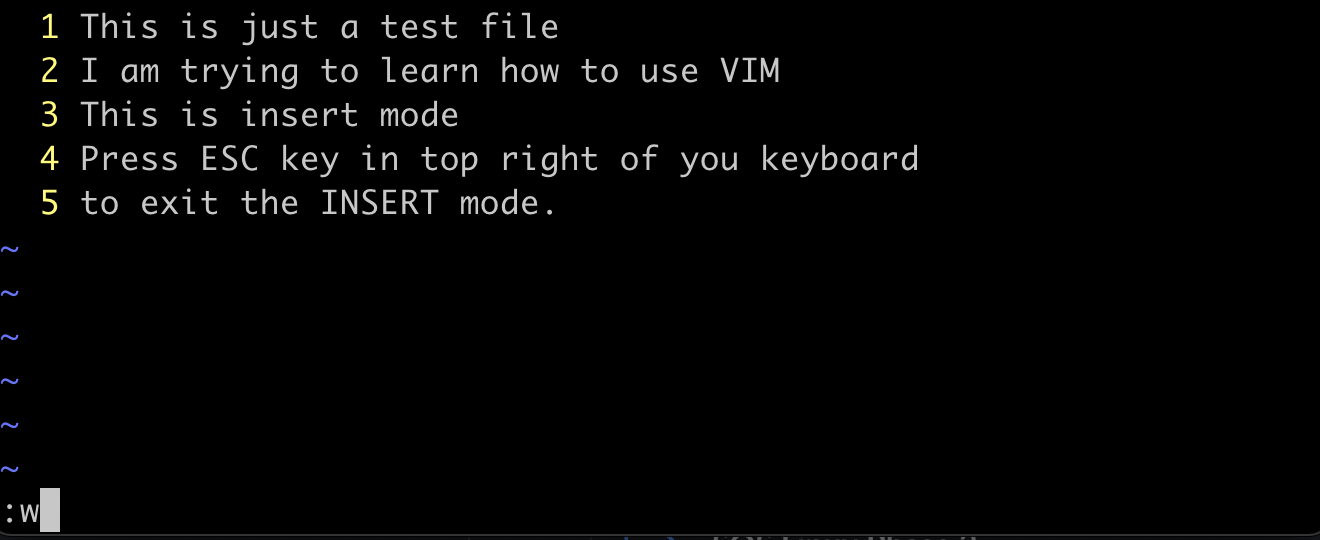 1 This is just a test file
2 I am trying to learn how to use VIM
3 This is insert mode
4 Press ESC key in top right of you keyboard
5 to exit the INSERT mode.
~
~
~
~
~
~
:w